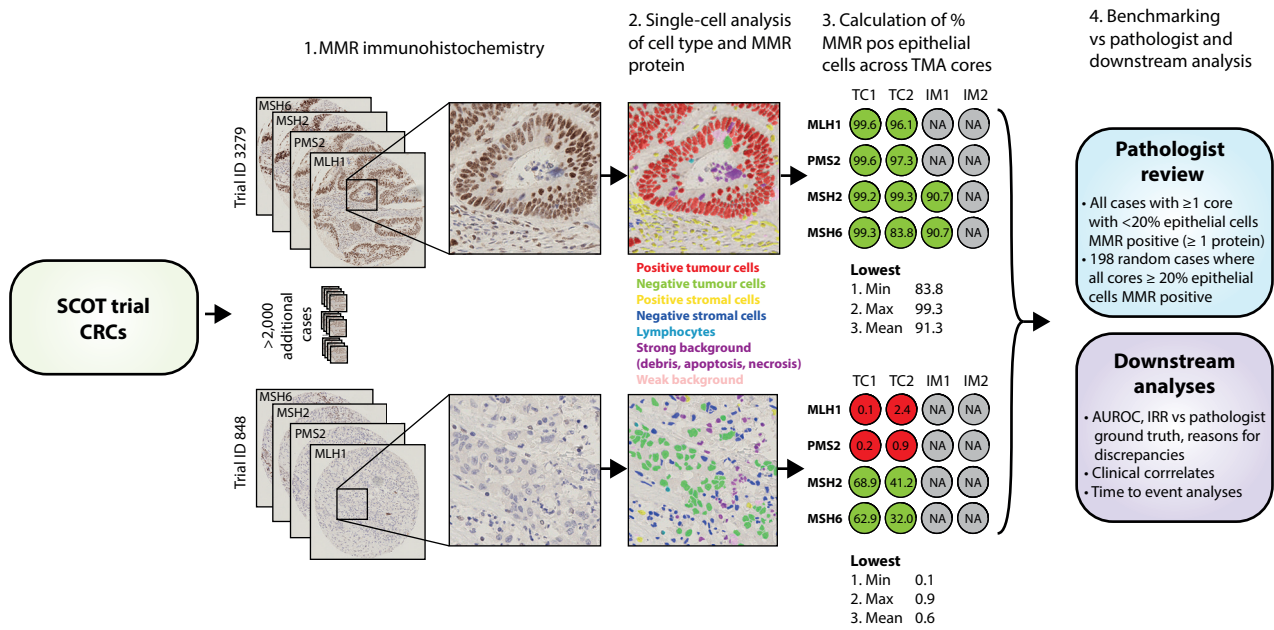 1. MMR immunohistochemistry
2. Single-cell analysis
of cell type and MMR
protein
3. Calculation of %
MMR pos epithelial
cells across TMA cores
4. Benchmarking
vs pathologist and
downstream analysis
SCOT trial
CRCs
Trial ID 3279
MSH6
MSH2
PMS2
MLH1
>2,000
additional
cases
Trial ID 848
MSH6
MSH2
PMS2
MLH1
Positive tumour cells
Negative tumour cells
Positive stromal cells
Negative stromal cells
Lymphocytes
Strong background
(debris, apoptosis, necrosis)
Weak background
TC1 TC2 IM1 IM2
MLH1 99.6 96.1 NA NA
PMS2 99.6 97.3 NA NA
MSH2 99.2 99.3 90.7 NA
MSH6 99.3 83.8 90.7 NA
Lowest
1. Min 83.8
2. Max 99.3
3. Mean 91.3
TC1 TC2 IM1 IM2
MLH1 0.1 2.4 NA NA
PMS2 0.2 0.9 NA NA
MSH2 68.9 41.2 NA NA
MSH6 62.9 32.0 NA NA
Lowest
1. Min 0.1
2. Max 0.9
3. Mean 0.6
Pathologist
review
• All cases with ≥1 core
with <20% epithelial cells
MMR positive (≥ 1 protein)
• 198 random cases where
all cores ≥ 20% epithelial
cells MMR positive
Downstream
analyses
• AUROC, IRR vs pathologist
ground truth, reasons for
discrepancies
• Clinical corrrelates
• Time to event analyses